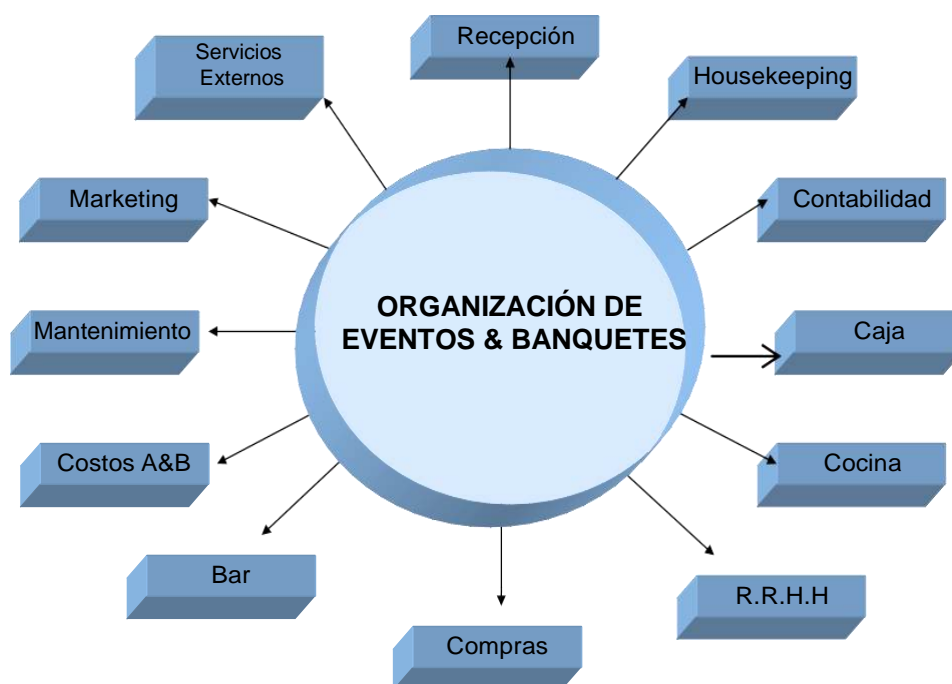 Recepción
Servicios
Externos
Housekeeping
Marketing
Contabilidad
ORGANIZACIÓN DE
EVENTOS & BANQUETES
Mantenimiento
Caja
Costos A&B
Cocina
Bar
R.R.H.H
Compras